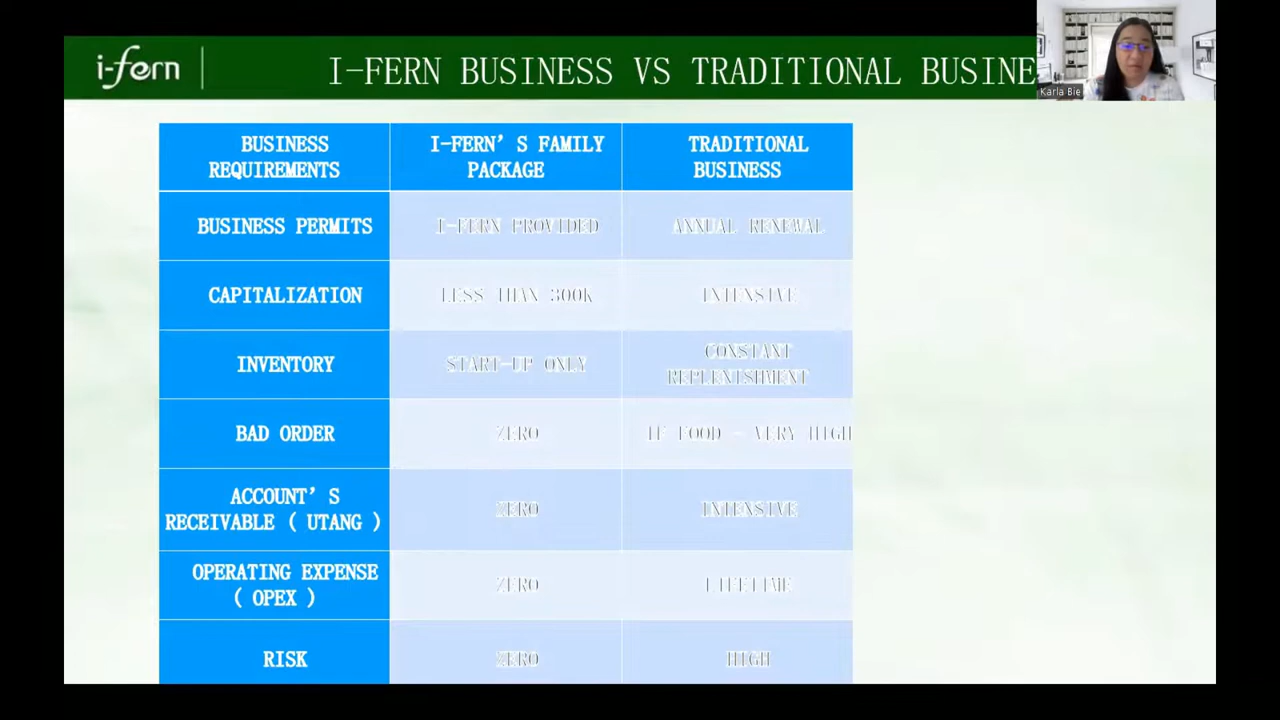 i-fern
I-FERN BUSINESS VS TRADITIONAL BUSINE
Karla Bie
BUSINESS
REQUIREMENTS
I-FERN'S FAMILY
PACKAGE
TRADITIONAL
BUSINESS
BUSINESS PERMITS
I-FERN PROVIDED
ANNUAL RENEWAL
CAPITALIZATION
LESS THAN 300K
INTENSIVE
INVENTORY
START-UP ONLY
CONSTANT
REPLENISHMENT
BAD ORDER
ZERO
IF FOOD - VERY HIGH
ACCOUNT'S
RECEIVABLE ( UTANG )
ZERO
INTENSIVE
OPERATING EXPENSE
( OPEX )
ZERO
LIFETIME
RISK
ZERO
HIGH